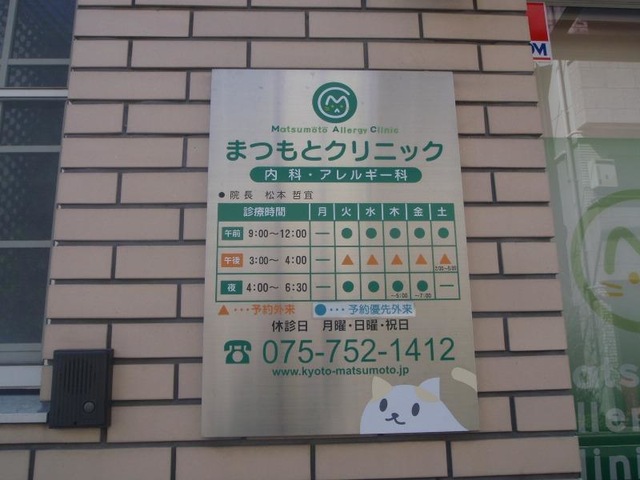 Matsumoto Allergy Clinic
まつもとクリニック
内科・アレルギー科
●院長 松本 哲宜
診療時間 月 火 水 木 金 土
午前 9:00〜12:00 — ● ● ● ● ●
午後 3:00〜 4:00 — ▲ ▲ ▲ ▲ ▲
夜 4:00〜 6:30 — ● ● ● ● —
▲・・・予約外来 ●・・・予約優先外来
休診日 月曜・日曜・祝日
☎ 075-752-1412
www.kyoto-matsumoto.jp